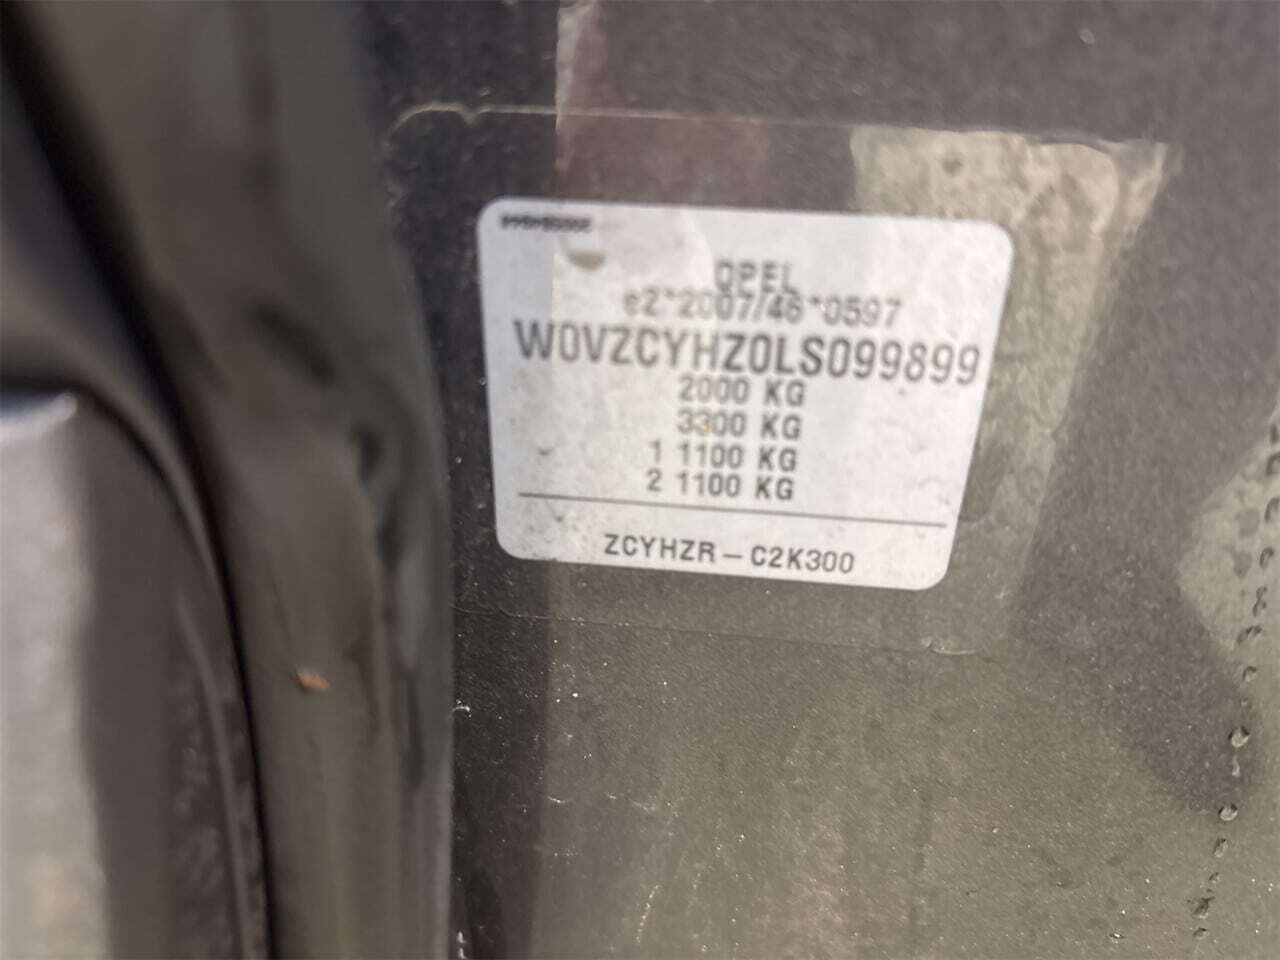 OPEL
e2*2007/46*0597
W0VZCYHZ0LS099899
2000 KG
3300 KG
1 1100 KG
2 1100 KG
ZCYHZR – C2K300